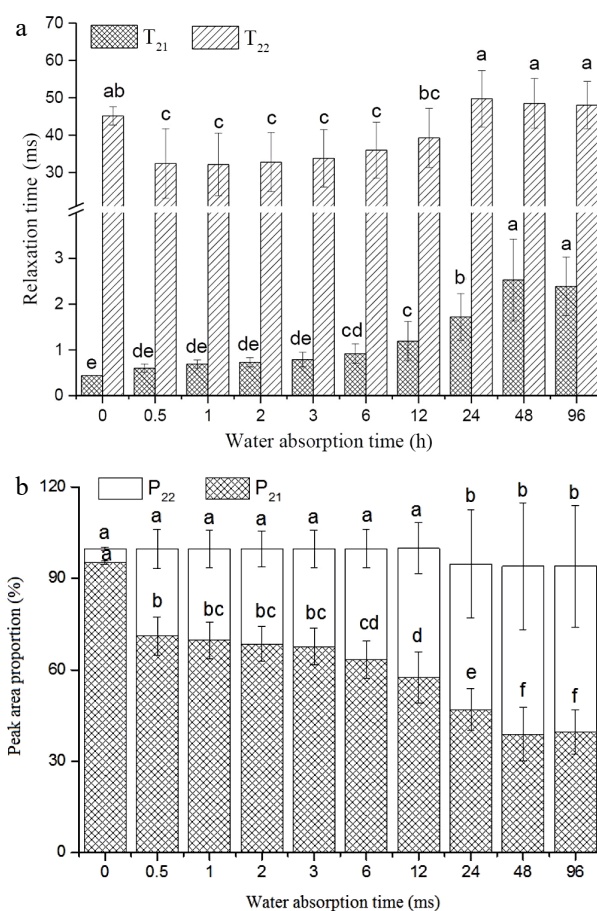 a
T21 T22
70
60
50
40
30
3
2
1
0
Relaxation time (ms)
ab c c c c c bc a a a
e de de de de cd c b a a
0 0.5 1 2 3 6 12 24 48 96
Water absorption time (h)
b
P22 P21
120
90
60
30
0
Peak area proportion (%)
a a a a a a a b b b
a b bc bc bc cd d e f f
0 0.5 1 2 3 6 12 24 48 96
Water absorption time (ms)